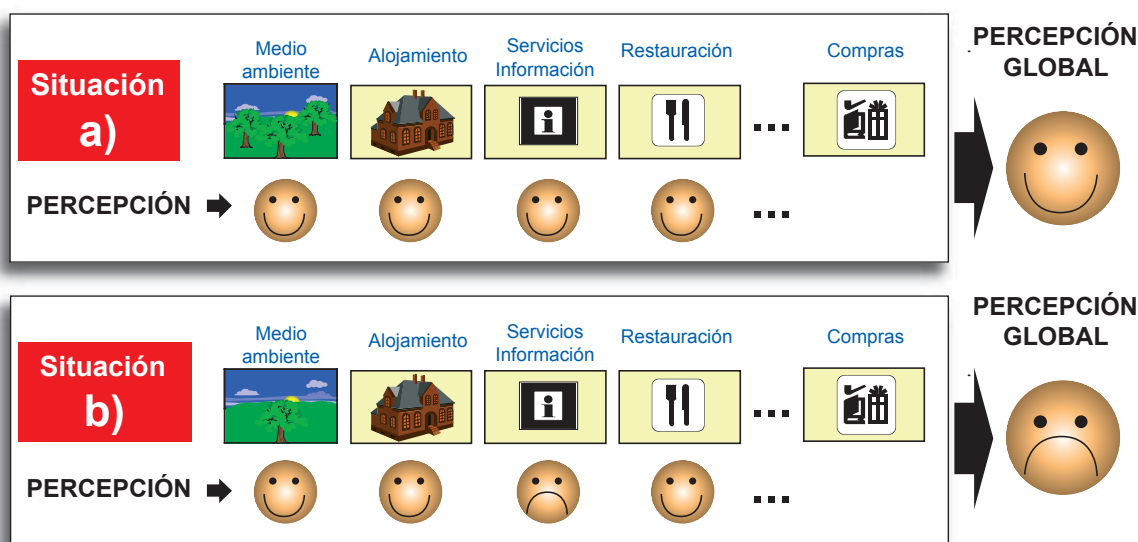 Situación
a)
Medio
ambiente
Alojamiento
Servicios
Información
Restauración
Compras
...
PERCEPCIÓN
...
PERCEPCIÓN
GLOBAL
Situación
b)
Medio
ambiente
Alojamiento
Servicios
Información
Restauración
Compras
...
PERCEPCIÓN
...
PERCEPCIÓN
GLOBAL